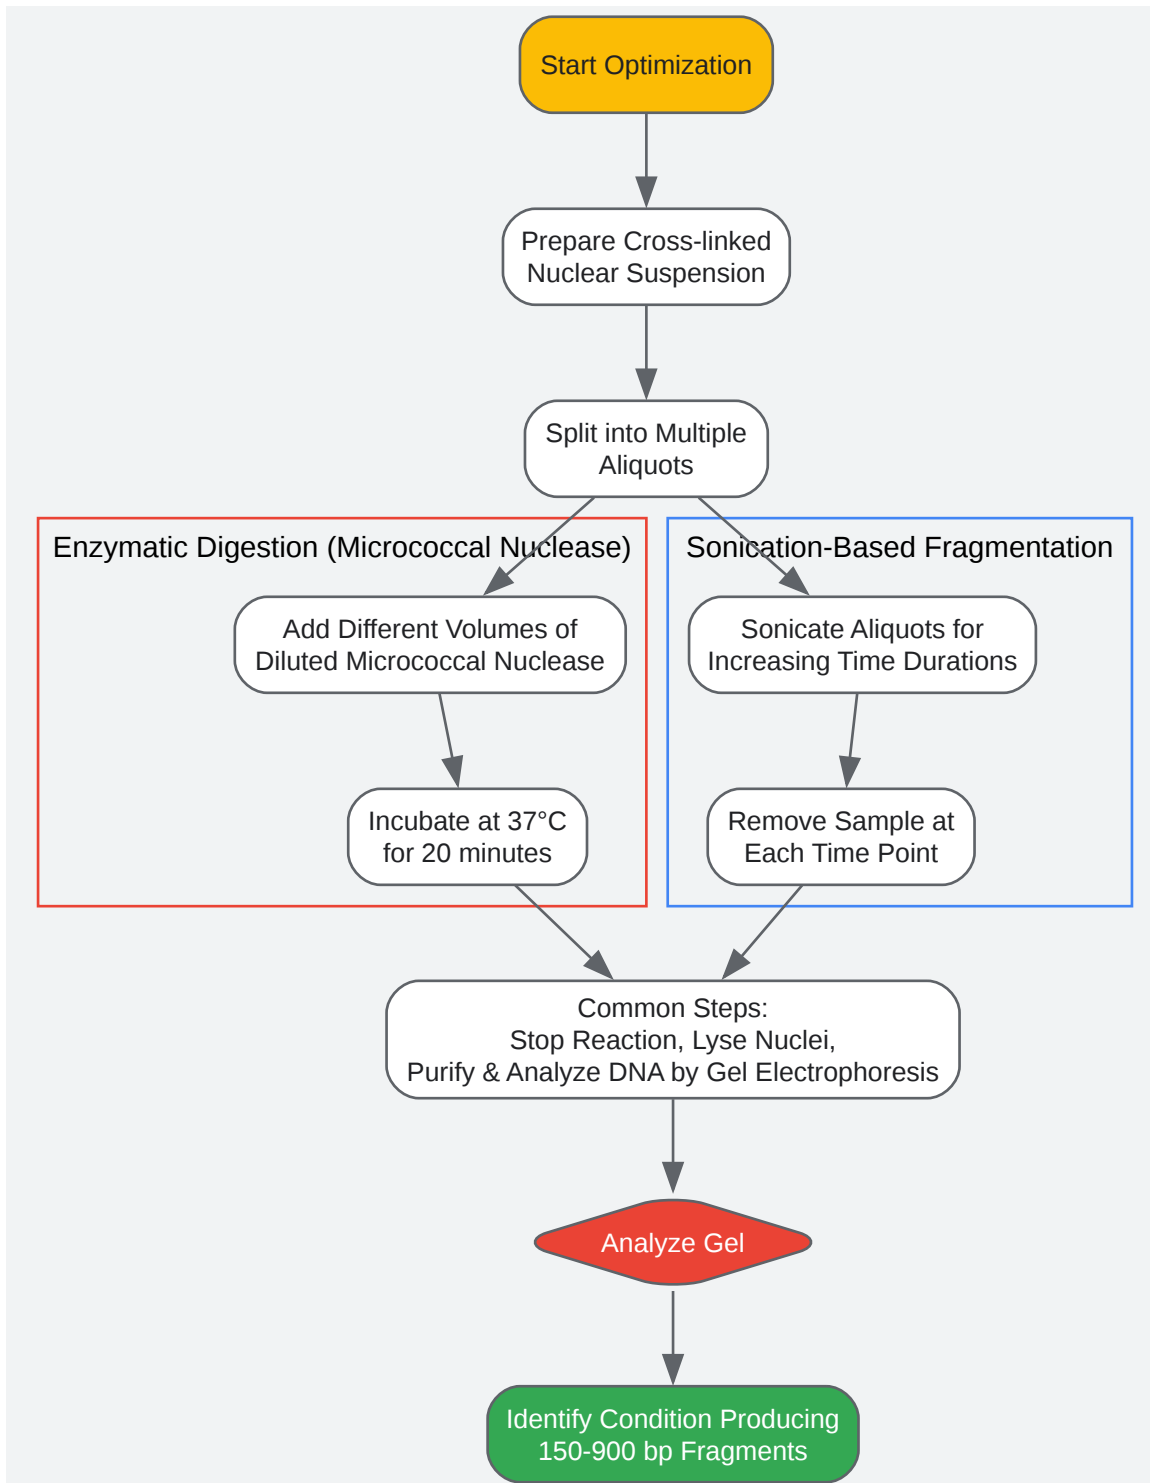 Start Optimization
Prepare Cross-linked
Nuclear Suspension
Split into Multiple
Aliquots
Enzymatic Digestion (Micrococcal Nuclease)
Add Different Volumes of
Diluted Micrococcal Nuclease
Incubate at 37°C
for 20 minutes
Sonication-Based Fragmentation
Sonicate Aliquots for
Increasing Time Durations
Remove Sample at
Each Time Point
Common Steps:
Stop Reaction, Lyse Nuclei,
Purify & Analyze DNA by Gel Electrophoresis
Analyze Gel
Identify Condition Producing
150-900 bp Fragments